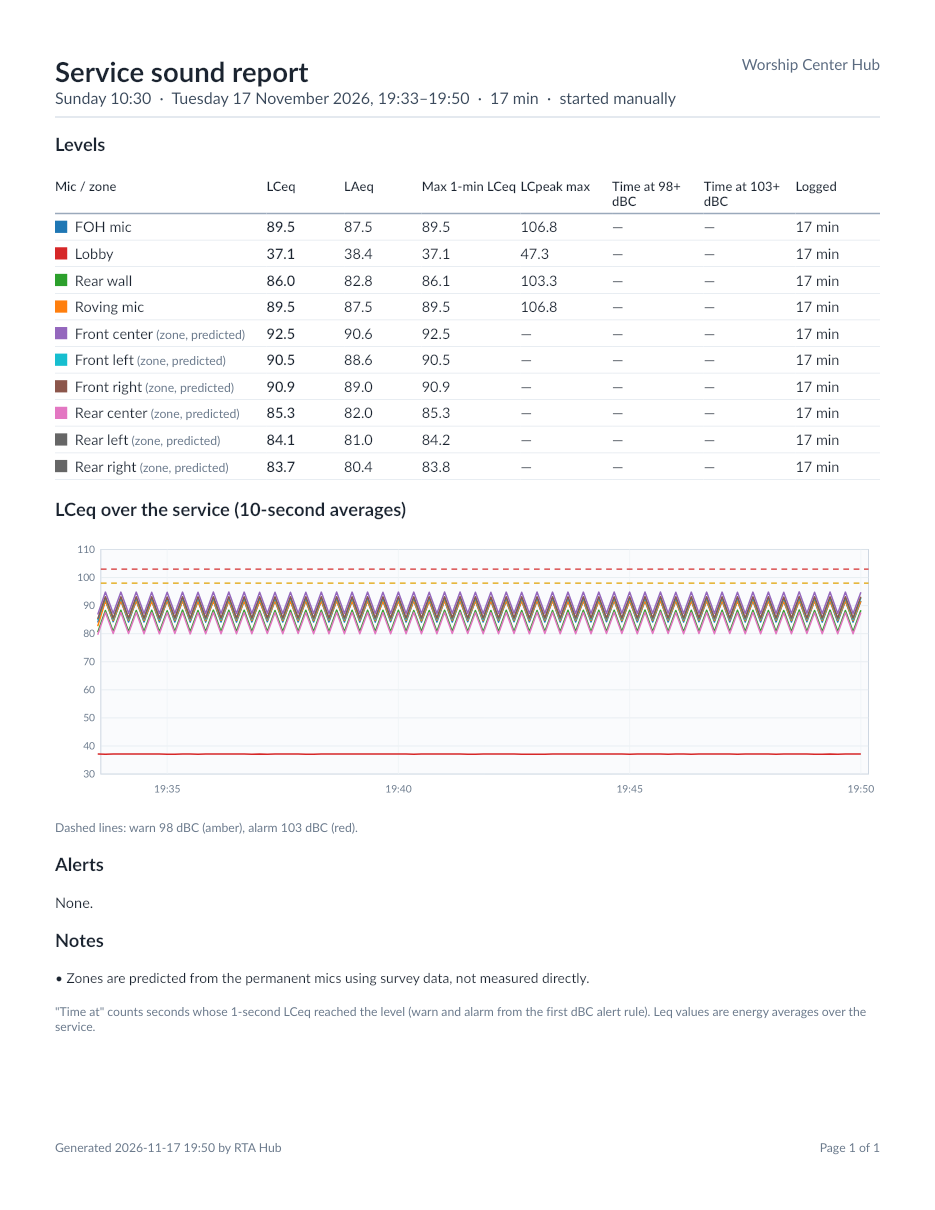 Service sound report
Worship Center Hub
Sunday 10:30 · Tuesday 17 November 2026, 19:33–19:50 · 17 min · started manually
Levels
Mic / zone LCeq LAeq Max 1-min LCeq LCpeak max Time at 98+ dBC Time at 103+ dBC Logged
FOH mic 89.5 87.5 89.5 106.8 — — 17 min
Lobby 37.1 38.4 37.1 47.3 — — 17 min
Rear wall 86.0 82.8 86.1 103.3 — — 17 min
Roving mic 89.5 87.5 89.5 106.8 — — 17 min
Front center (zone, predicted) 92.5 90.6 92.5 — — — 17 min
Front left (zone, predicted) 90.5 88.6 90.5 — — — 17 min
Front right (zone, predicted) 90.9 89.0 90.9 — — — 17 min
Rear center (zone, predicted) 85.3 82.0 85.3 — — — 17 min
Rear left (zone, predicted) 84.1 81.0 84.2 — — — 17 min
Rear right (zone, predicted) 83.7 80.4 83.8 — — — 17 min
LCeq over the service (10-second averages)
110
100
90
80
70
60
50
40
30
19:35 19:40 19:45 19:50
Dashed lines: warn 98 dBC (amber), alarm 103 dBC (red).
Alerts
None.
Notes
• Zones are predicted from the permanent mics using survey data, not measured directly.
"Time at" counts seconds whose 1-second LCeq reached the level (warn and alarm from the first dBC alert rule). Leq values are energy averages over the
service.
Generated 2026-11-17 19:50 by RTA Hub
Page 1 of 1